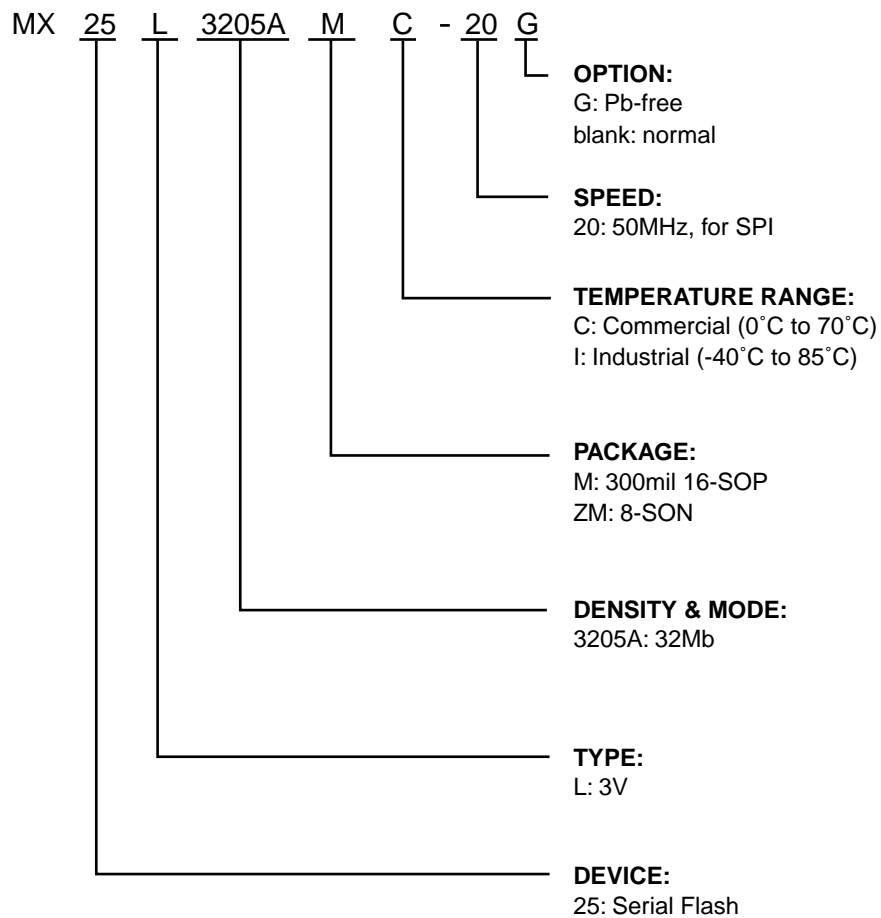 MX 25 L 3205A M C - 20 G
OPTION:
G: Pb-free
blank: normal
SPEED:
20: 50MHz, for SPI
TEMPERATURE RANGE:
C: Commercial (0˚C to 70˚C)
I: Industrial (-40˚C to 85˚C)
PACKAGE:
M: 300mil 16-SOP
ZM: 8-SON
DENSITY & MODE:
3205A: 32Mb
TYPE:
L: 3V
DEVICE:
25: Serial Flash